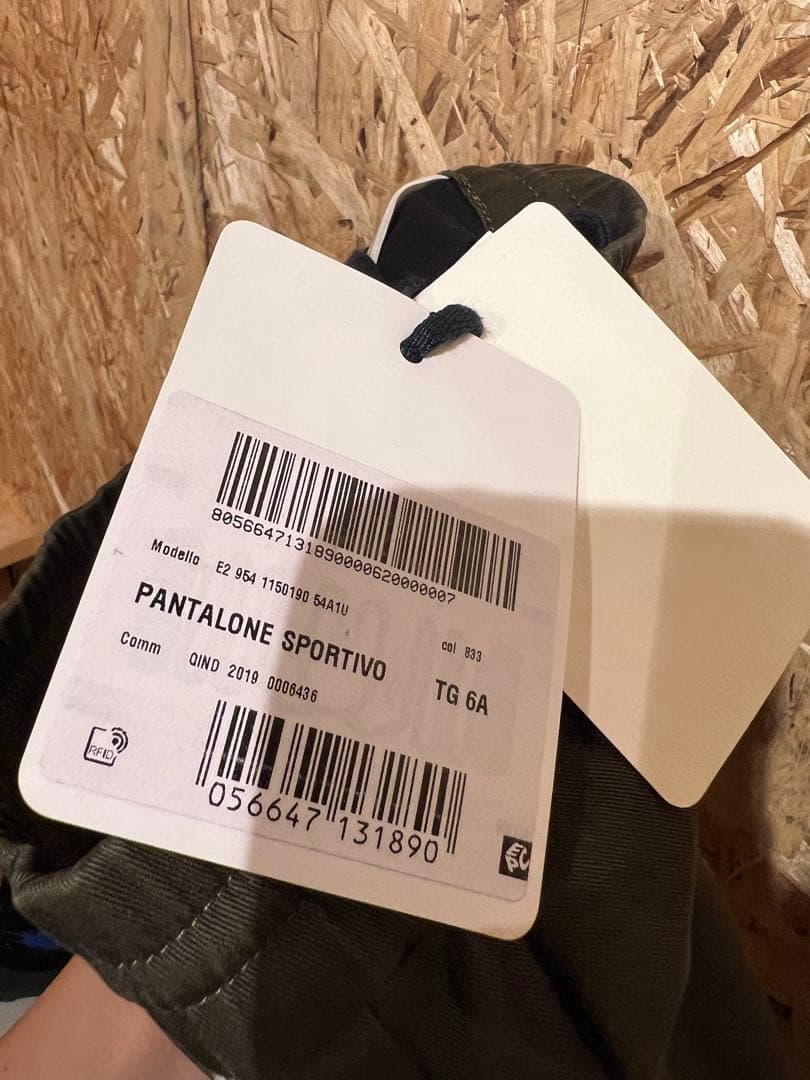 8056647131890000620000007
Modello E2 954 1150190 54A1U
PANTALONE SPORTIVO
col 833
Comm QIND 2019 0006436
TG 6A
RFID
056647 131890
EPC